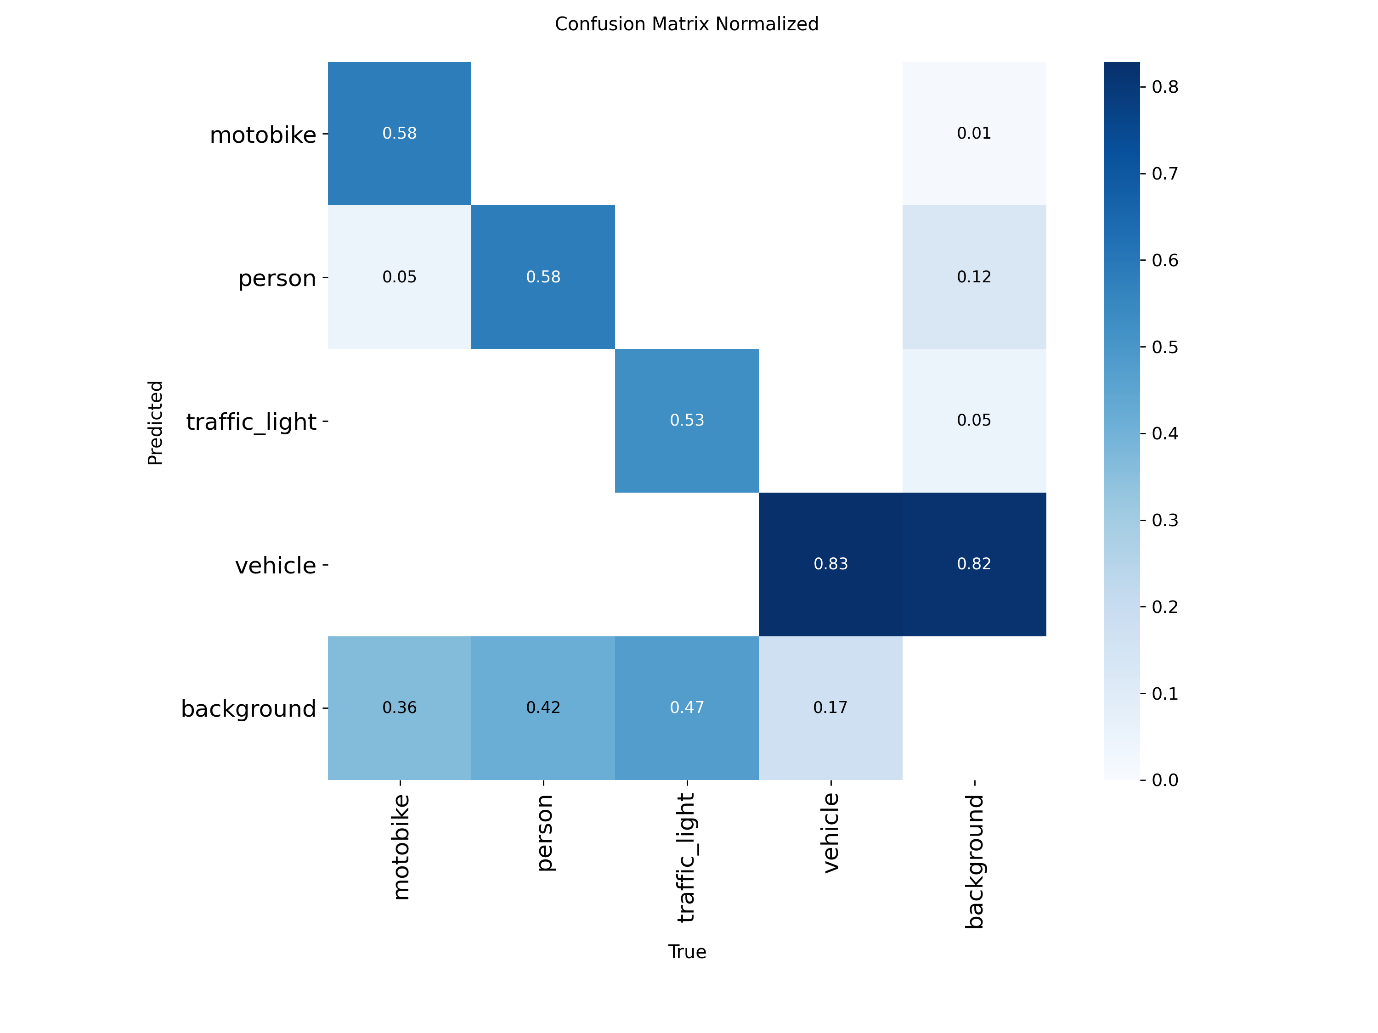 Confusion Matrix Normalized
motobike
0.58
0.01
person
0.05
0.58
0.12
traffic_light
0.53
0.05
vehicle
0.83
0.82
background
0.36
0.42
0.47
0.17
Predicted
motobike
person
traffic_light
vehicle
background
True
0.8
0.7
0.6
0.5
0.4
0.3
0.2
0.1
0.0